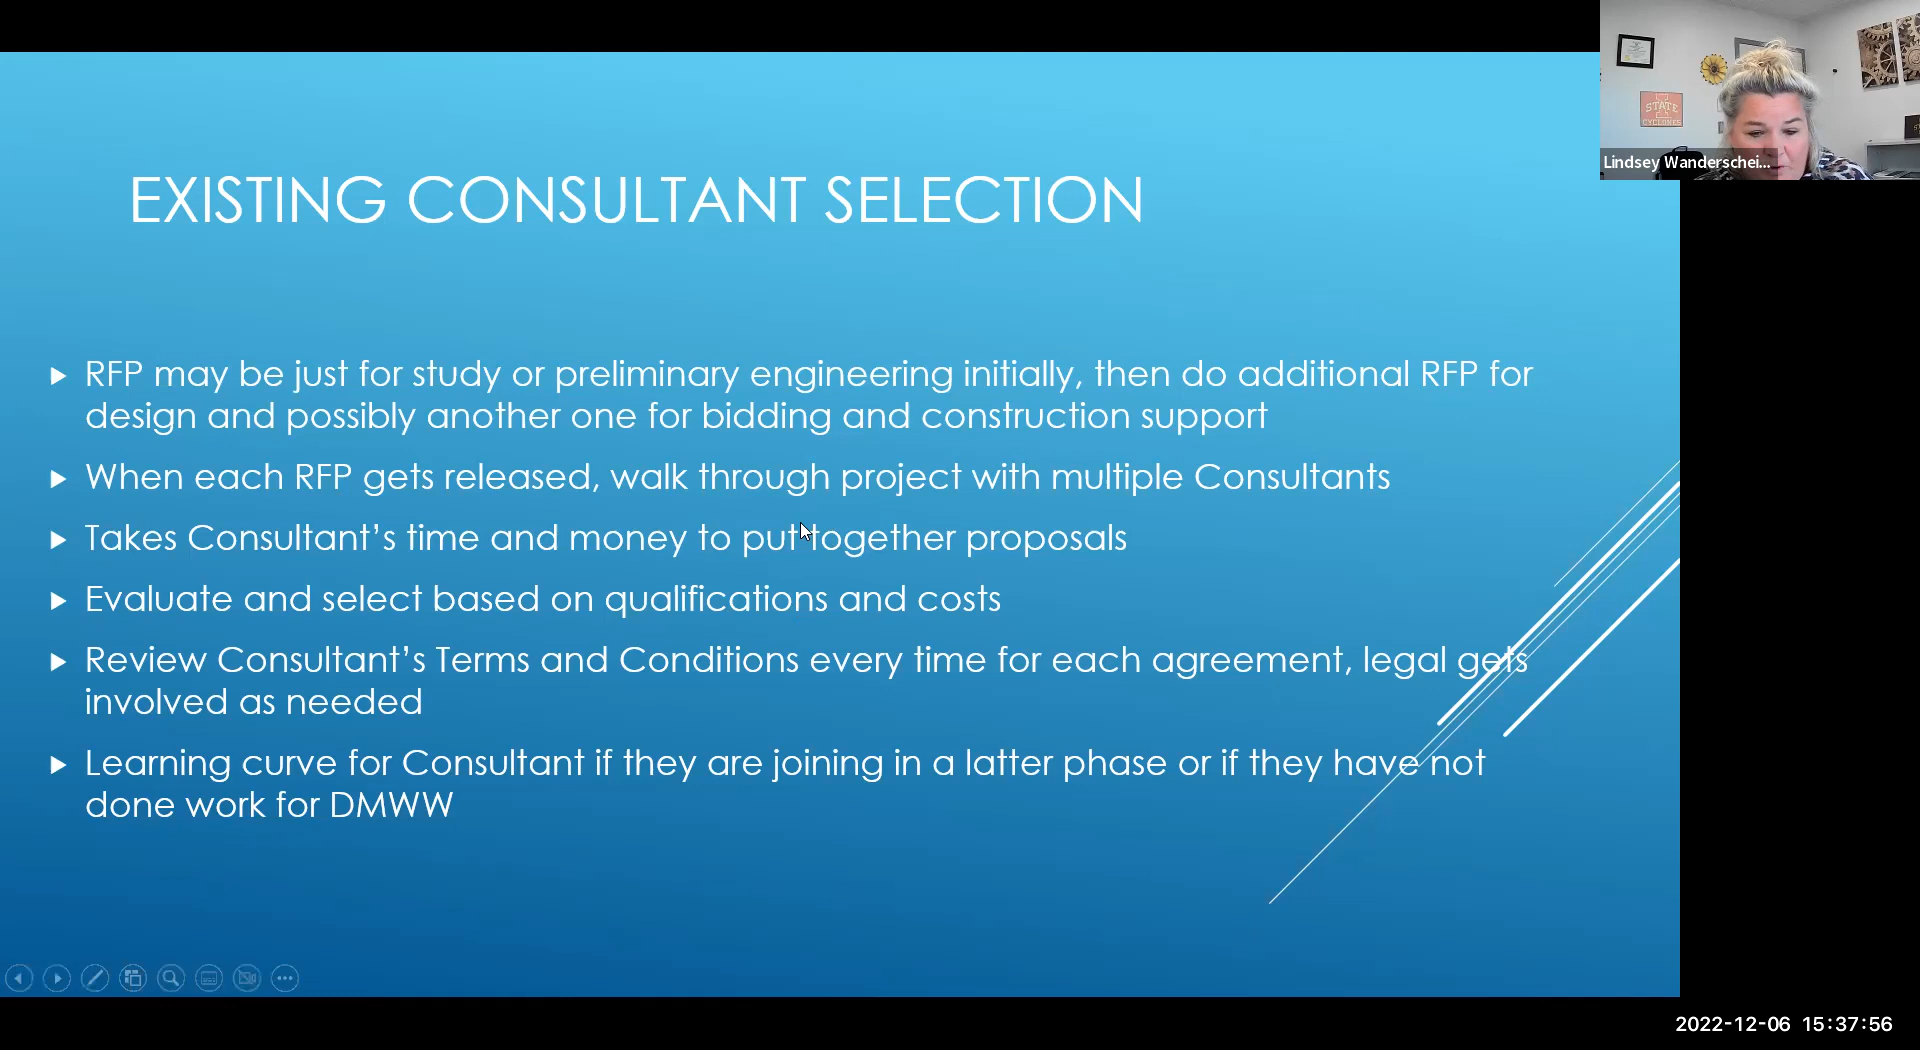 EXISTING CONSULTANT SELECTION
RFP may be just for study or preliminary engineering initially, then do additional RFP for
design and possibly another one for bidding and construction support
When each RFP gets released, walk through project with multiple Consultants
Takes Consultant’s time and money to put together proposals
Evaluate and select based on qualifications and costs
Review Consultant’s Terms and Conditions every time for each agreement, legal gets
involved as needed
Learning curve for Consultant if they are joining in a latter phase or if they have not
done work for DMWW
STATE
CYCLONES
Lindsey Wanderschei...
2022-12-06 15:37:56